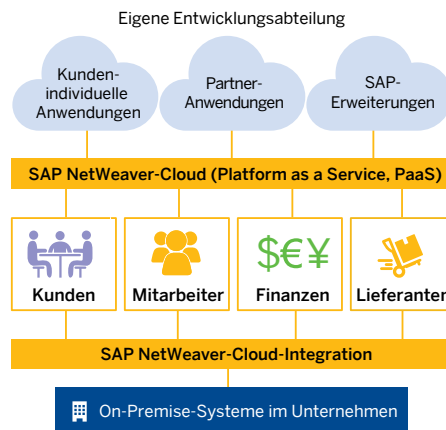 Eigene Entwicklungsabteilung
Kunden-
individuelle
Anwendungen
Partner-
Anwendungen
SAP-
Erweiterungen
SAP NetWeaver-Cloud (Platform as a Service, PaaS)
$€¥
Kunden
Mitarbeiter
Finanzen
Lieferanten
SAP NetWeaver-Cloud-Integration
On-Premise-Systeme im Unternehmen